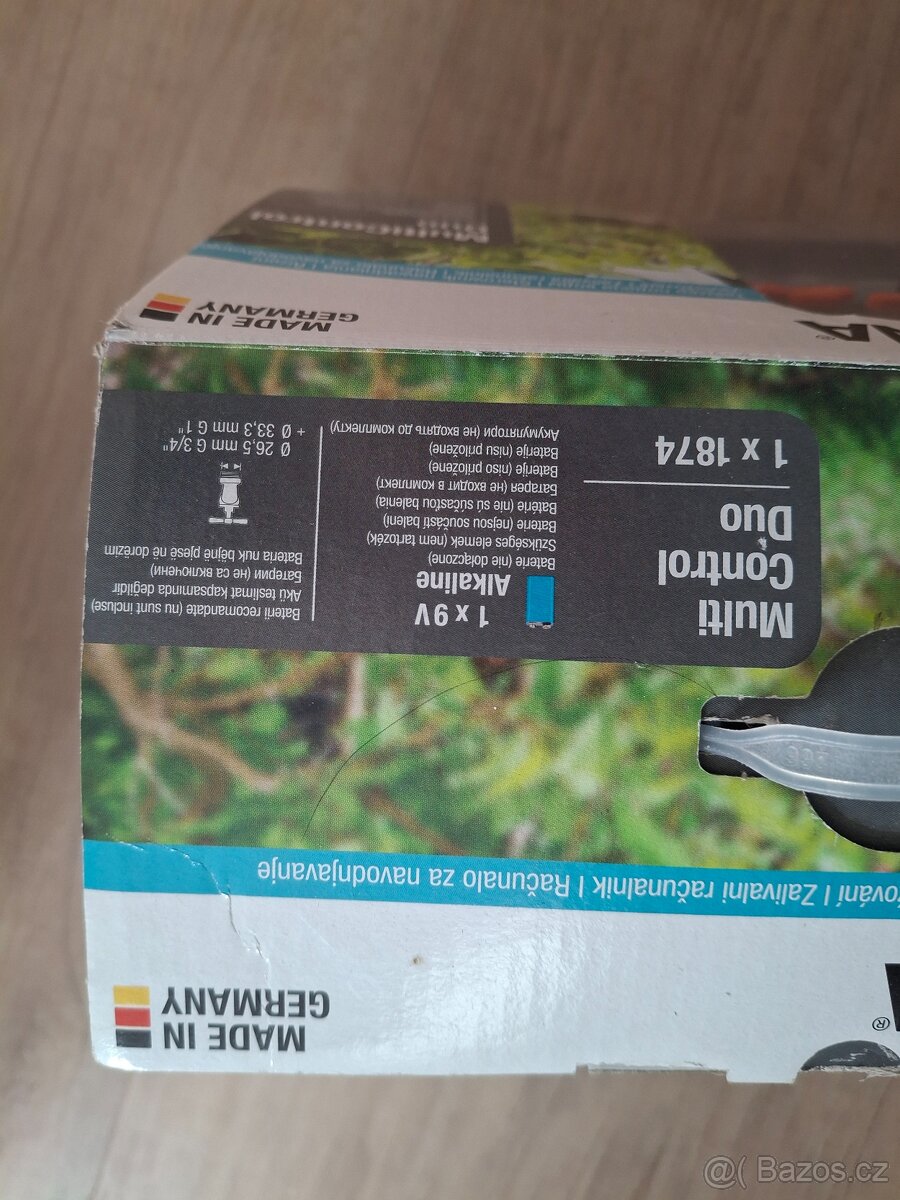 MADE IN
GERMANY
®
Zalivalni računalnik | Računalo za navodnjavanje
Multi
Control
Duo
1 x 1874
1 x 9V
Alkaline
Baterie (nie dołączone)
Szükséges elemek (nem tartozék)
Baterie (nejsou součástí balení)
Batérie (nie sú súčasťou balenia)
Батарея (не входит в комплект)
Baterije (niso priložene)
Baterije (nisu priložene)
Акумулятори (не входять до комплекту)
Baterii recomandate (nu sunt incluse)
Akü teslimat kapsamında değildir
Батерии (не са включени)
Bateria nuk bëjnë pjesë në dorëzim
Ø 26,5 mm G 3/4"
+ Ø 33,3 mm G 1"
NA®
MADE IN
GERMANY
MultiControl
Duo
966
@( Bazos.cz